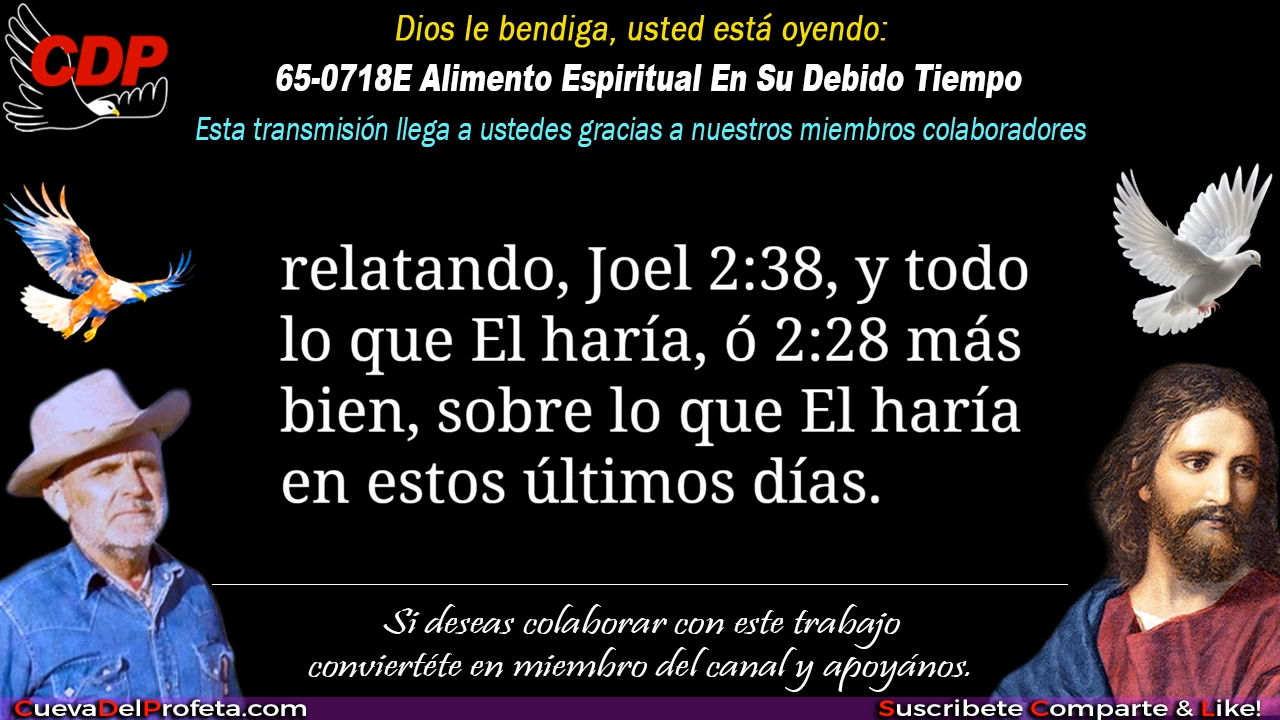 CDP
Dios le bendiga, usted está oyendo:
65-0718E Alimento Espiritual En Su Debido Tiempo
Esta transmisión llega a ustedes gracias a nuestros miembros colaboradores
relatando, Joel 2:38, y todo
lo que El haría, ó 2:28 más
bien, sobre lo que El haría
en estos últimos días.
Si deseas colaborar con este trabajo
conviertéte en miembro del canal y apoyános.
CuevaDelProfeta.com
Suscribete Comparte & Like!